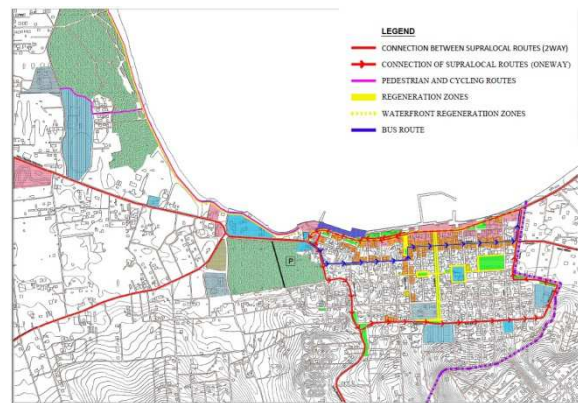 LEGEND
CONNECTION BETWEEN SUPRALOCAL ROUTES (2WAY)
CONNECTION OF SUPRALOCAL ROUTES (ONEWAY)
PEDESTRIAN AND CYCLING ROUTES
REGENERATION ZONES
WATERFRONT REGENERATIION ZONES
BUS ROUTE
P